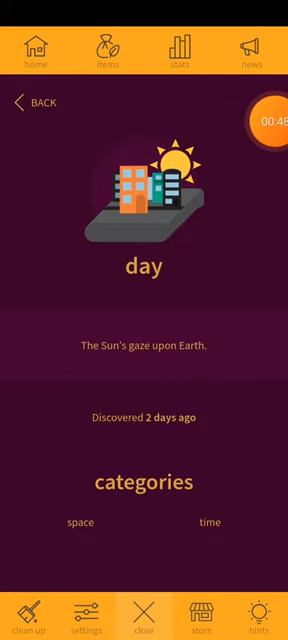 home items stats news
BACK
00:48
day
The Sun's gaze upon Earth.
Discovered 2 days ago
categories
space time
clean up settings close store hints